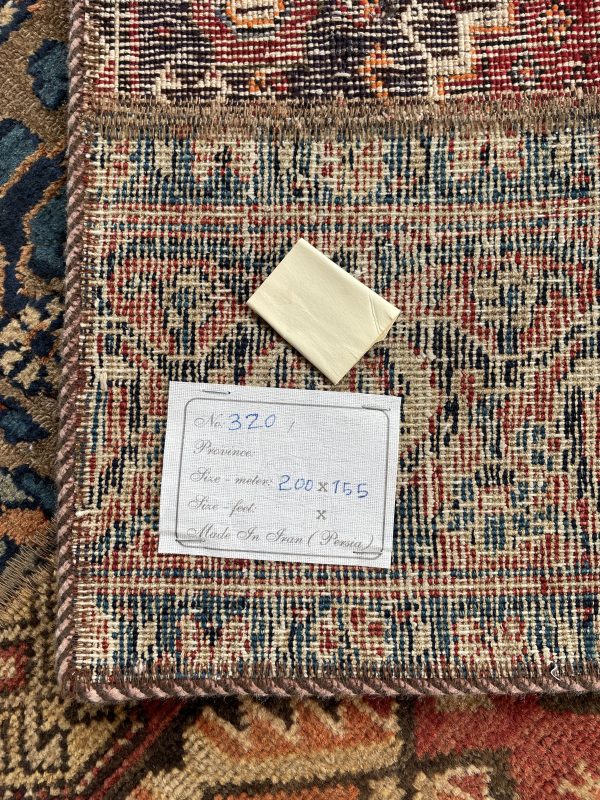 No: 320 /
Province:
Size - meter: 200 x 155
Size - feet: x
Made In Iran ( Persia )